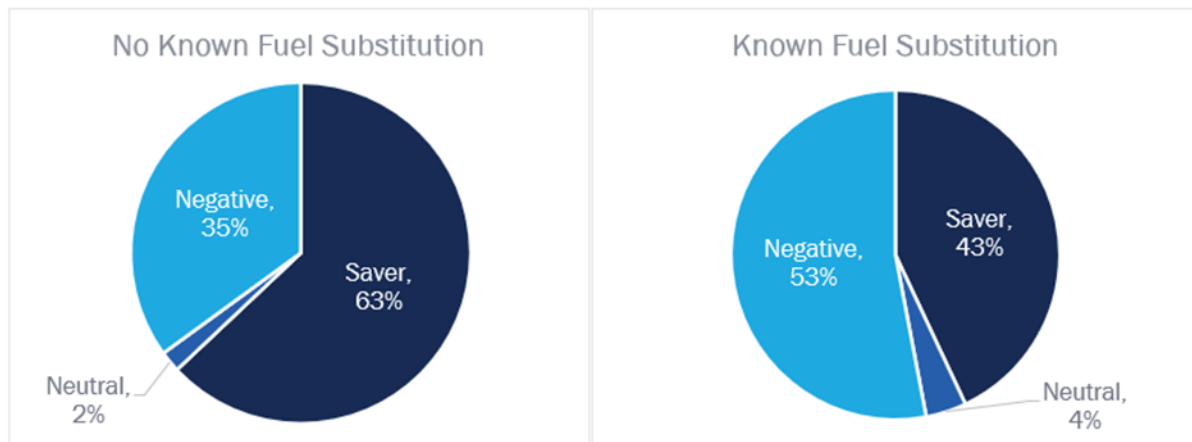 No Known Fuel Substitution
Negative,
35%
Saver,
63%
Neutral,
2%
Known Fuel Substitution
Saver,
43%
Negative,
53%
Neutral,
4%